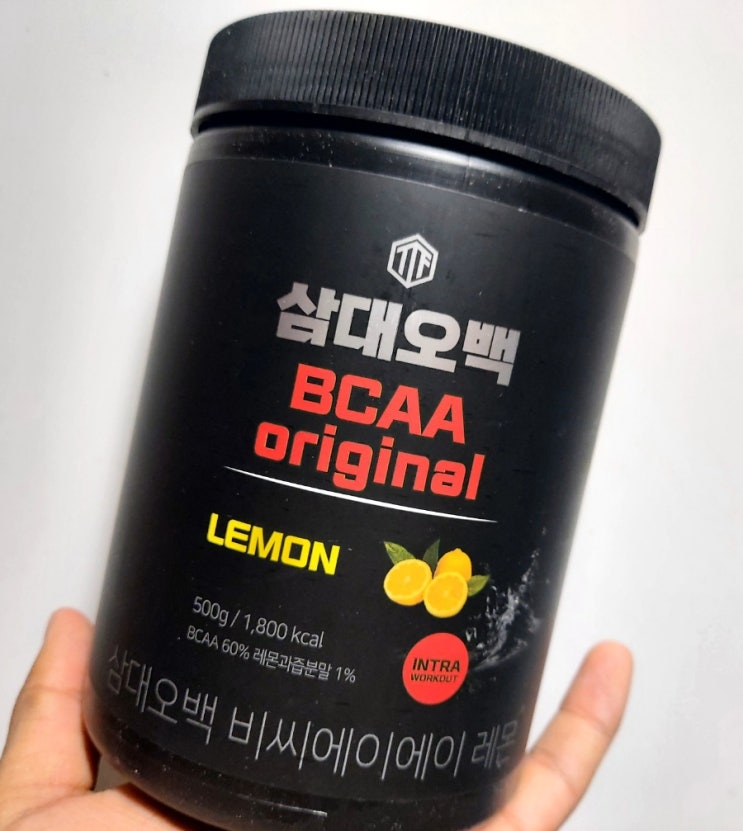 TTF
삼대오백
BCAA
original
LEMON
500g / 1,800 kcal
BCAA 60% 레몬과즙분말 1%
INTRA
WORKOUT
삼대오백 비씨에이에이 레몬